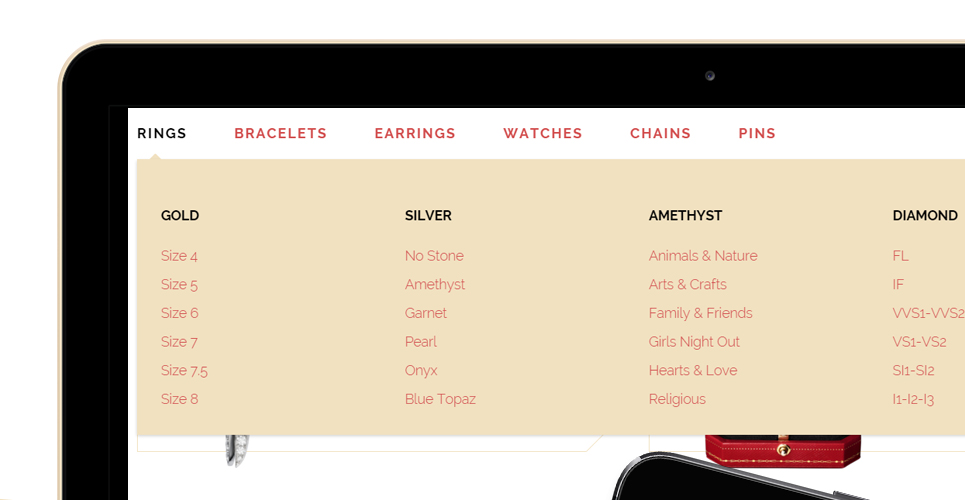 RINGS BRACELETS EARRINGS WATCHES CHAINS PINS
GOLD
Size 4
Size 5
Size 6
Size 7
Size 7.5
Size 8
SILVER
No Stone
Amethyst
Garnet
Pearl
Onyx
Blue Topaz
AMETHYST
Animals & Nature
Arts & Crafts
Family & Friends
Girls Night Out
Hearts & Love
Religious
DIAMOND
FL
IF
VVS1-VVS2
VS1-VS2
SI1-SI2
I1-I2-I3